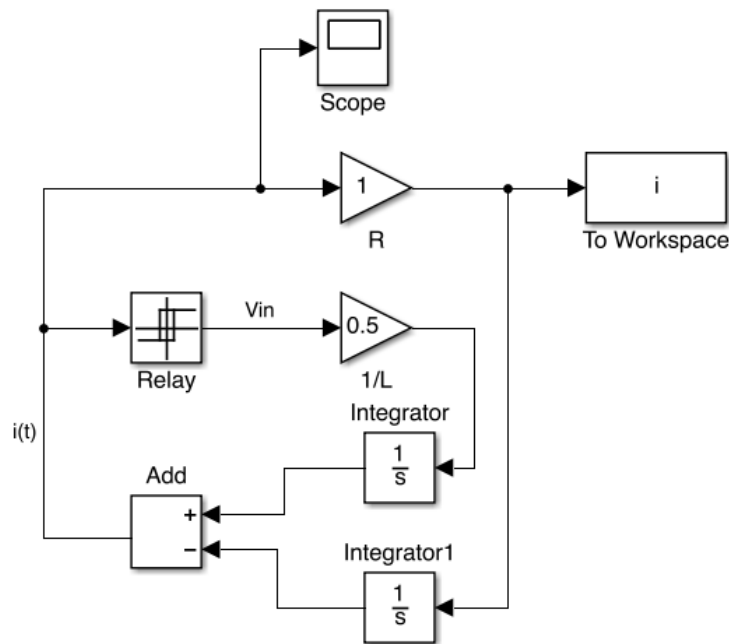 Scope
1
R
i
To Workspace
Vin
Relay
0.5
1/L
i(t)
Integrator
1
s
Add
+
−
Integrator1
1
s